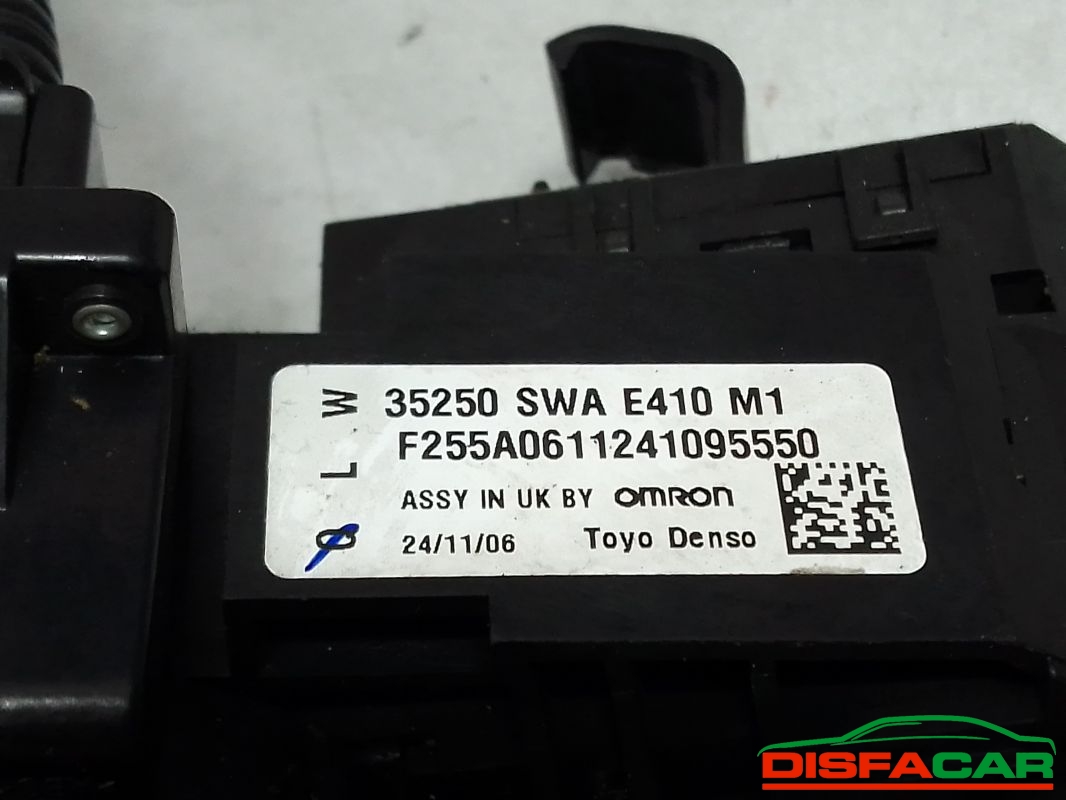 35250 SWA E410 M1
F255A0611241095550
ASSY IN UK BY OMRON
24/11/06 Toyo Denso
W
L
DISFACAR